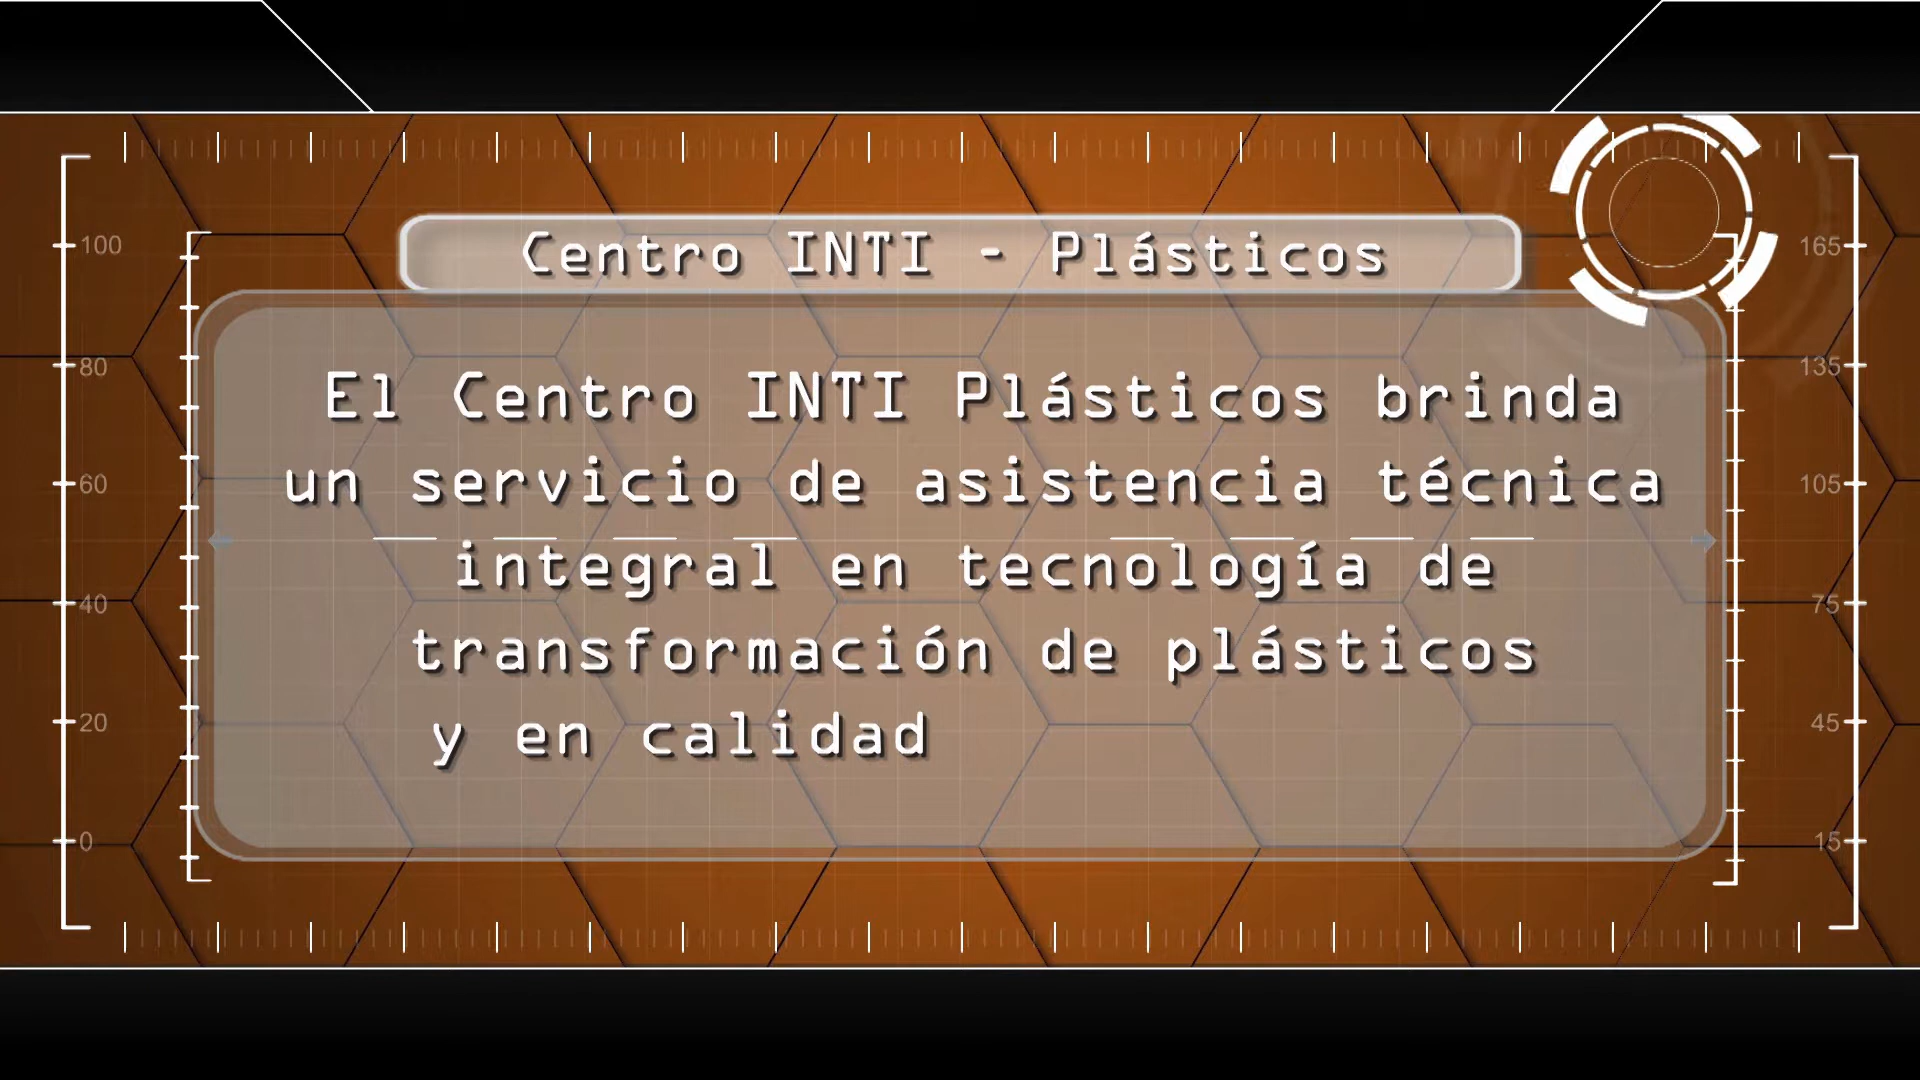 Centro INTI - Plásticos
El Centro INTI Plásticos brinda
un servicio de asistencia técnica
integral en tecnología de
transformación de plásticos
y en calidad
100
80
60
40
20
0
165
135
105
75
45
15